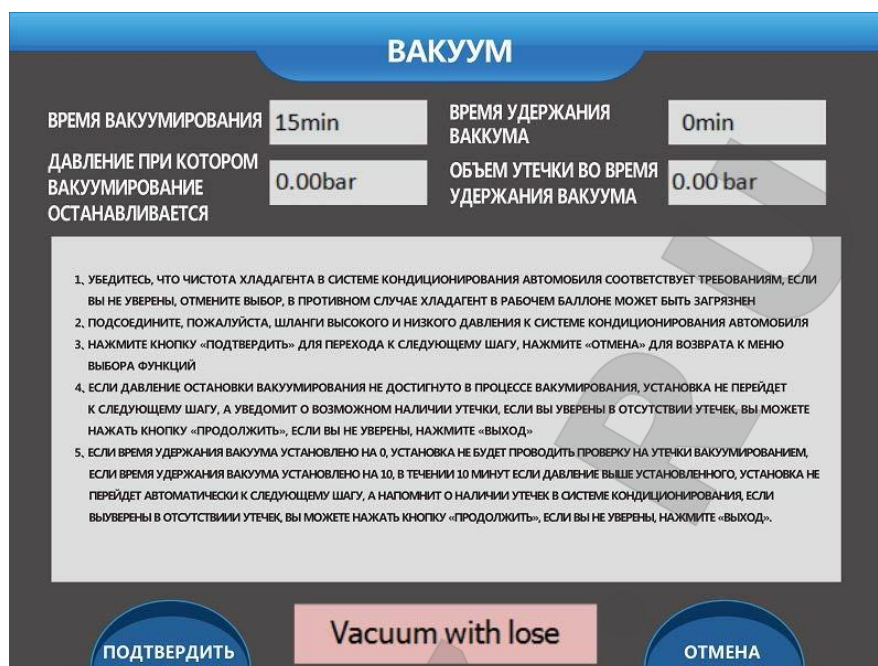 ВАКУУМ
ВРЕМЯ ВАКУУМИРОВАНИЯ 15min
ВРЕМЯ УДЕРЖАНИЯ
ВАККУМА
0min
ДАВЛЕНИЕ ПРИ КОТОРОМ
ВАКУУМИРОВАНИЕ
ОСТАНАВЛИВАЕТСЯ
0.00bar
ОБЪЕМ УТЕЧКИ ВО ВРЕМЯ
УДЕРЖАНИЯ ВАКУУМА
0.00 bar
1、УБЕДИТЕСЬ, ЧТО ЧИСТОТА ХЛАДАГЕНТА В СИСТЕМЕ КОНДИЦИОНИРОВАНИЯ АВТОМОБИЛЯ СООТВЕТСТВУЕТ ТРЕБОВАНИЯМ, ЕСЛИ
ВЫ НЕ УВЕРЕНЫ, ОТМЕНИТЕ ВЫБОР, В ПРОТИВНОМ СЛУЧАЕ ХЛАДАГЕНТ В РАБОЧЕМ БАЛЛОНЕ МОЖЕТ БЫТЬ ЗАГРЯЗНЕН
2、ПОДСОЕДИНИТЕ, ПОЖАЛУЙСТА, ШЛАНГИ ВЫСОКОГО И НИЗКОГО ДАВЛЕНИЯ К СИСТЕМЕ КОНДИЦИОНИРОВАНИЯ АВТОМОБИЛЯ
3、НАЖМИТЕ КНОПКУ «ПОДТВЕРДИТЬ» ДЛЯ ПЕРЕХОДА К СЛЕДУЮЩЕМУ ШАГУ, НАЖМИТЕ «ОТМЕНА» ДЛЯ ВОЗВРАТА К МЕНЮ
ВЫБОРА ФУНКЦИЙ
4、ЕСЛИ ДАВЛЕНИЕ ОСТАНОВКИ ВАКУУМИРОВАНИЯ НЕ ДОСТИГНУТО В ПРОЦЕССЕ ВАКУМИРОВАНИЯ, УСТАНОВКА НЕ ПЕРЕЙДЕТ
К СЛЕДУЮЩЕМУ ШАГУ, А УВЕДОМИТ О ВОЗМОЖНОМ НАЛИЧИИ УТЕЧКИ, ЕСЛИ ВЫ УВЕРЕНЫ В ОТСУТСТВИИ УТЕЧЕК, ВЫ МОЖЕТЕ
НАЖАТЬ КНОПКУ «ПРОДОЛЖИТЬ», ЕСЛИ ВЫ НЕ УВЕРЕНЫ, НАЖМИТЕ «ВЫХОД»
5、ЕСЛИ ВРЕМЯ УДЕРЖАНИЯ ВАКУУМА УСТАНОВЛЕНО НА 0, УСТАНОВКА НЕ БУДЕТ ПРОВОДИТЬ ПРОВЕРКУ НА УТЕЧКИ ВАКУУМИРОВАНИЕМ,
ЕСЛИ ВРЕМЯ УДЕРЖАНИЯ ВАКУУМА УСТАНОВЛЕНО НА 10, В ТЕЧЕНИИ 10 МИНУТ ЕСЛИ ДАВЛЕНИЕ ВЫШЕ УСТАНОВЛЕННОГО, УСТАНОВКА НЕ
ПЕРЕЙДЕТ АВТОМАТИЧЕСКИ К СЛЕДУЮЩЕМУ ШАГУ, А НАПОМНИТ О НАЛИЧИИ УТЕЧЕК В СИСТЕМЕ КОНДИЦИОНИРОВАНИЯ, ЕСЛИ
ВЫУВЕРЕНЫ В ОТСУТСТВИИИ УТЕЧЕК, ВЫ МОЖЕТЕ НАЖАТЬ КНОПКУ «ПРОДОЛЖИТЬ», ЕСЛИ ВЫ НЕ УВЕРЕНЫ, НАЖМИТЕ «ВЫХОД».
ПОДТВЕРДИТЬ
Vacuum with lose
ОТМЕНА
R U